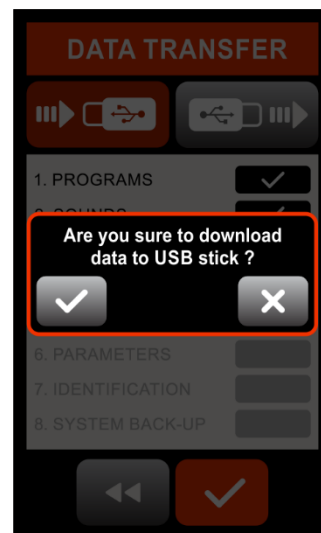 DATA TRANSFER
1. PROGRAMS
Are you sure to download
data to USB stick ?
6. PARAMETERS
7. IDENTIFICATION
8. SYSTEM BACK-UP